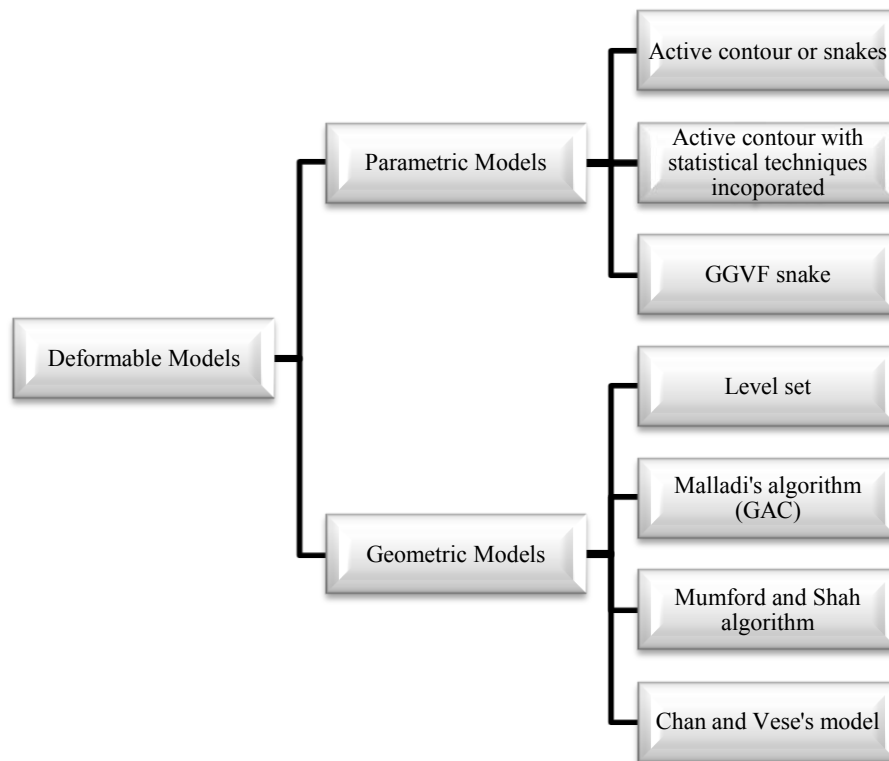 Active contour or snakes
Parametric Models
Active contour with
statistical techniques
incoporated
GGVF snake
Deformable Models
Level set
Malladi's algorithm
(GAC)
Geometric Models
Mumford and Shah
algorithm
Chan and Vese's model